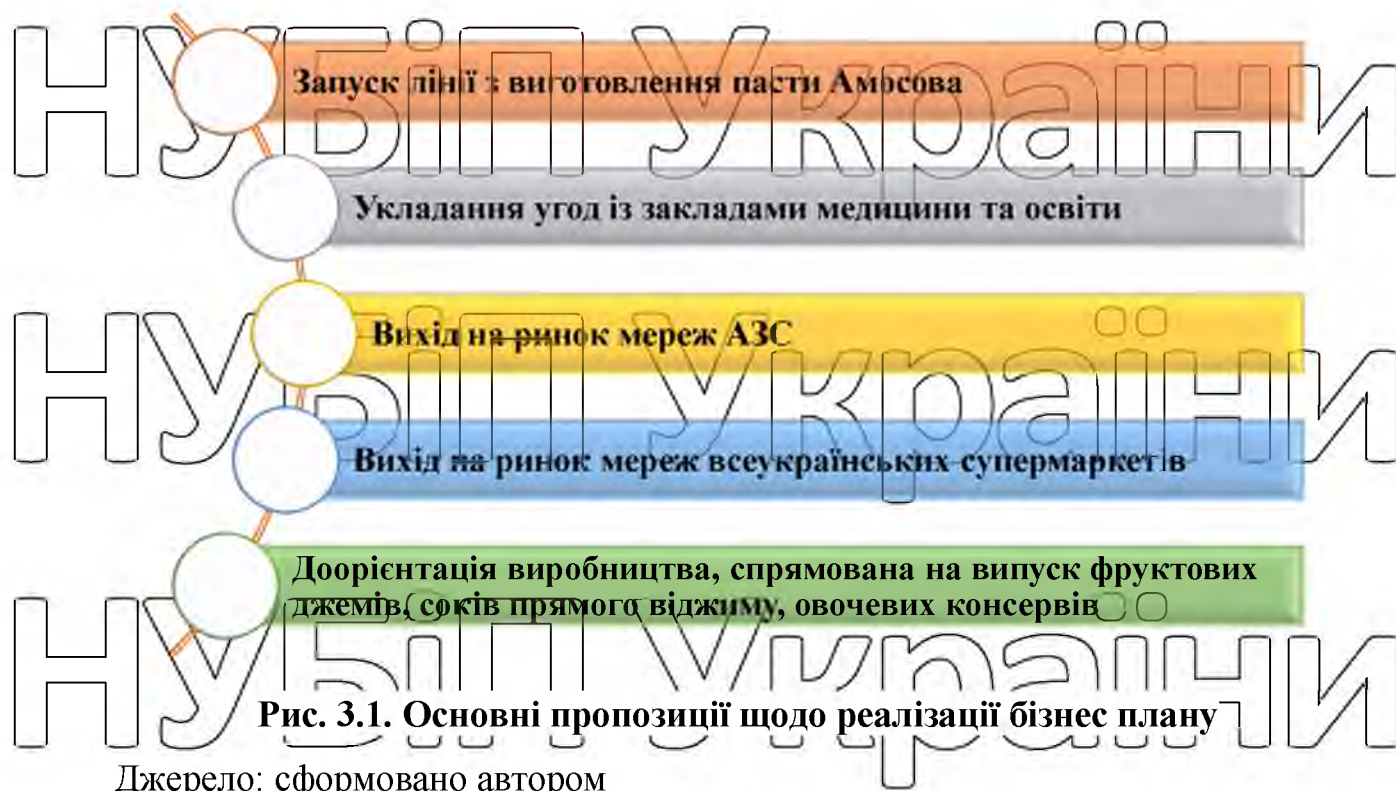 НУБіП України
Запуск лінії з виготовлення пасти Амосова
Укладання угод із закладами медицини та освіти
НУБіП України
Вихід на ринок мереж АЗС
Вихід на ринок мереж всеукраїнських супермаркетів
Доорієнтація виробництва, спрямована на випуск фруктових
джемів, соків прямого віджиму, овочевих консервів
НУБіП України
Рис. 3.1. Основні пропозиції щодо реалізації бізнес плану
Джерело: сформовано автором